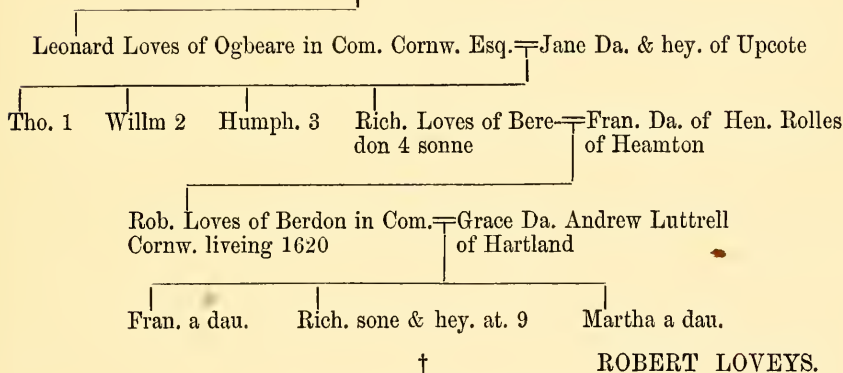 Leonard Loves of Ogbeare in Com. Cornw. Esq.=Jane Da. & hey. of Upcote
Tho. 1 Willm 2 Humph. 3 Rich. Loves of Bere-=Fran. Da. of Hen. Rolles
don 4 sonne of Heamton
Rob. Loves of Berdon in Com.=Grace Da. Andrew Luttrell
Cornw. liveing 1620 of Hartland
Fran. a dau. Rich. sone & hey. at. 9 Martha a dau.
† ROBERT LOVEYS.